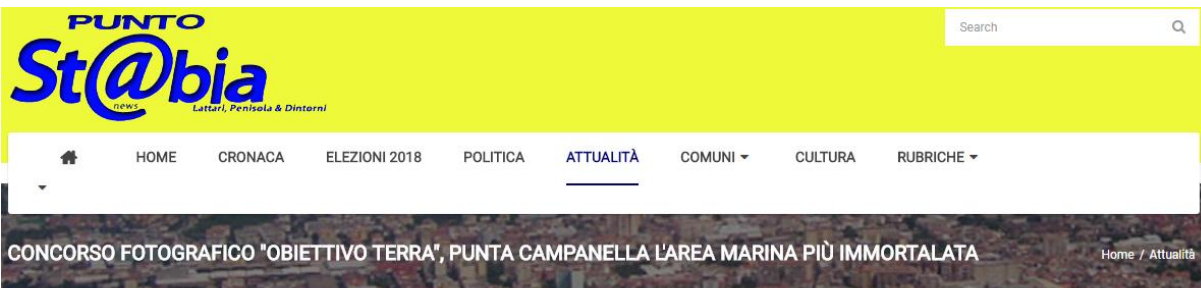 PUNTO
St@bia
news
Lattari, Penisola & Dintorni
Search
HOME CRONACA ELEZIONI 2018 POLITICA ATTUALITÀ COMUNI CULTURA RUBRICHE
CONCORSO FOTOGRAFICO "OBIETTIVO TERRA", PUNTA CAMPANELLA L'AREA MARINA PIÙ IMMORTALATA
Home / Attualità